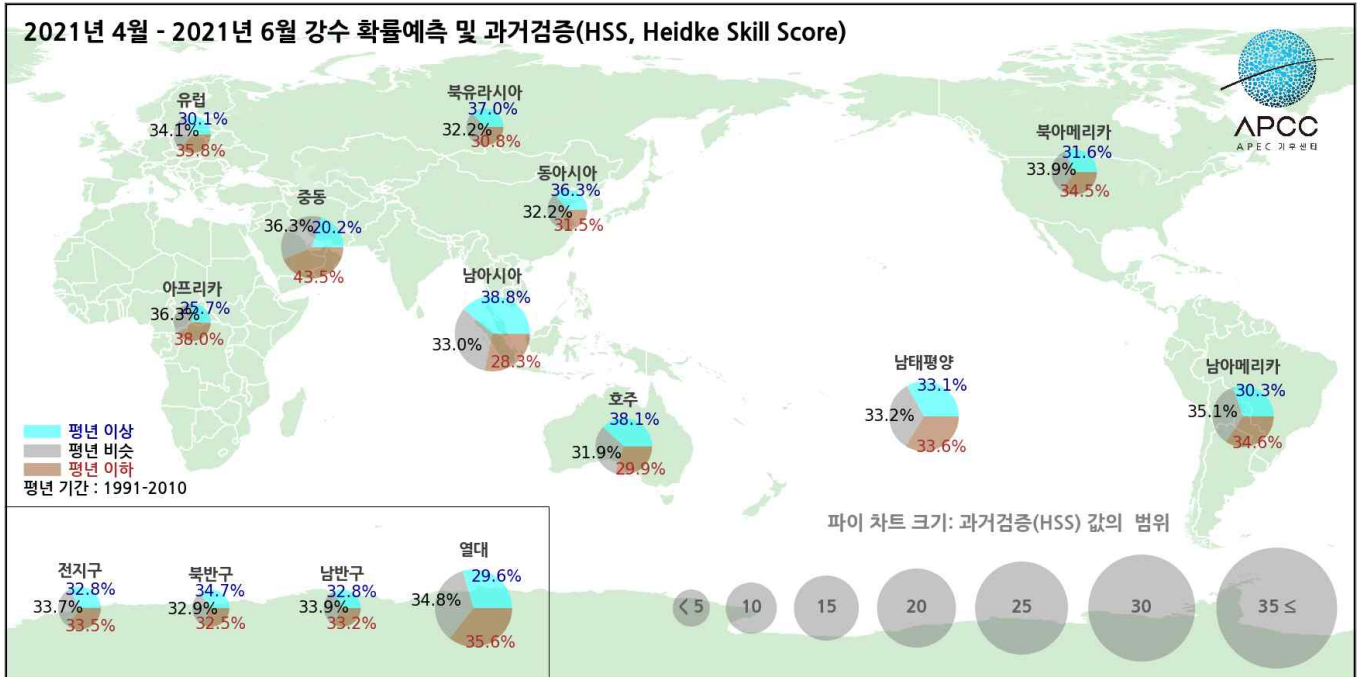 2021년 4월 - 2021년 6월 강수 확률예측 및 과거검증(HSS, Heidke Skill Score)
APCC
APEC 기후센터
유럽
30.1%
34.1%
35.8%
북유라시아
37.0%
32.2%
30.8%
북아메리카
31.6%
33.9%
34.5%
동아시아
36.3%
32.2%
31.5%
중동
36.3%
20.2%
43.5%
남아시아
38.8%
33.0%
28.3%
아프리카
25.7%
36.3%
38.0%
남태평양
33.1%
33.2%
33.6%
남아메리카
30.3%
35.1%
34.6%
호주
38.1%
31.9%
29.9%
평년 이상
평년 비슷
평년 이하
평년 기간 : 1991-2010
파이 차트 크기: 과거검증(HSS) 값의 범위
< 5
10
15
20
25
30
35 ≤
전지구
32.8%
33.7%
33.5%
북반구
34.7%
32.9%
32.5%
남반구
32.8%
33.9%
33.2%
열대
29.6%
34.8%
35.6%